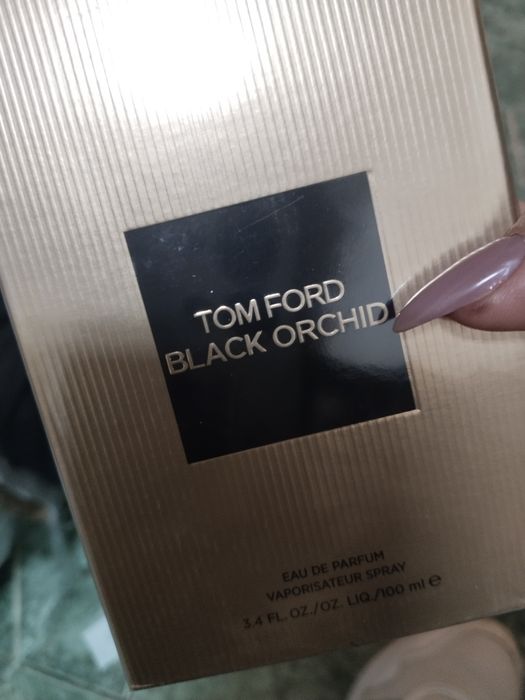 TOM FORD
BLACK ORCHID
EAU DE PARFUM
VAPORISATEUR SPRAY
3.4 FL. OZ./OZ. LIQ./100 ml ℮